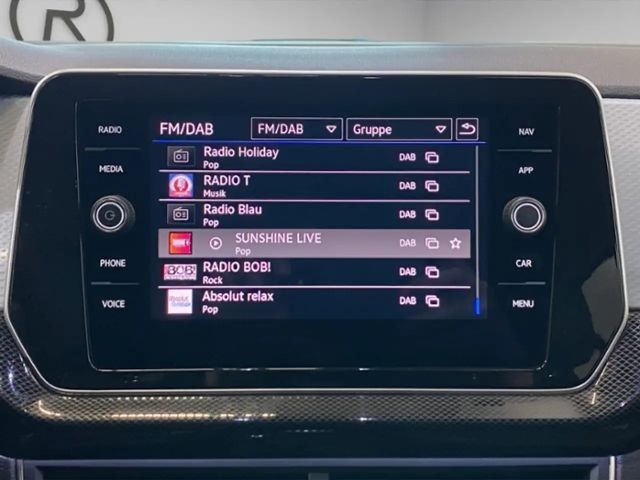 R
RADIO
MEDIA
PHONE
VOICE
FM/DAB
FM/DAB
Gruppe
Radio Holiday
Pop
DAB
RADIO T
Musik
DAB
Radio Blau
Pop
DAB
SUNSHINE LIVE
Pop
DAB
BOB!
RADIO BOB!
Rock
DAB
Absolut relax
Pop
DAB
NAV
APP
CAR
MENU